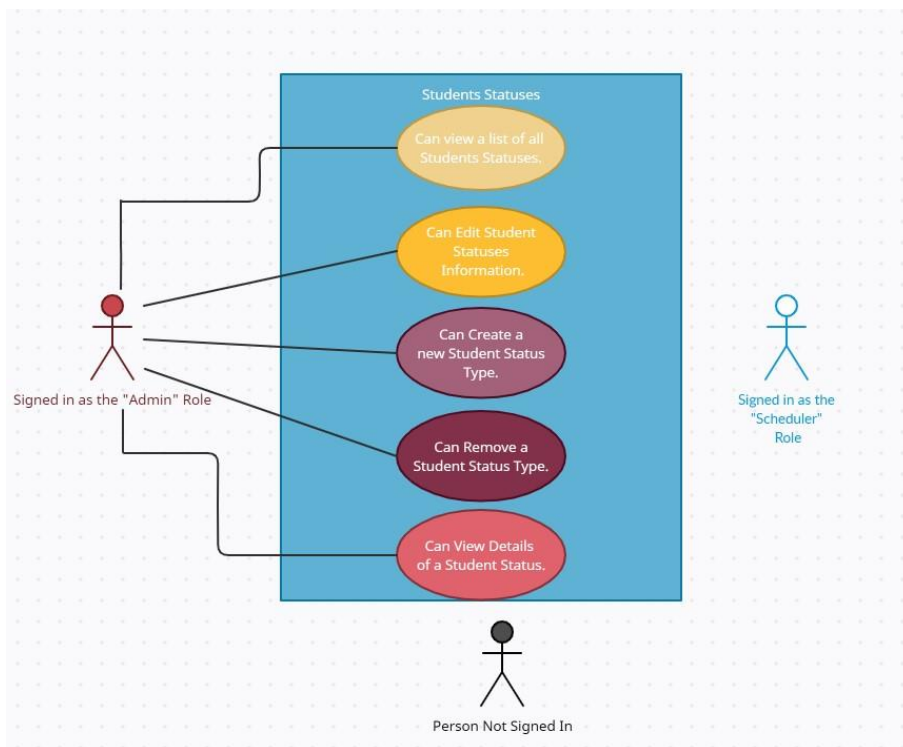 Students Statuses
Can view a list of all
Students Statuses.
Can Edit Student
Statuses
Information.
Can Create a
new Student Status
Type.
Signed in as the "Admin" Role
Signed in as the
"Scheduler"
Role
Can Remove a
Student Status Type.
Can View Details
of a Student Status.
Person Not Signed In